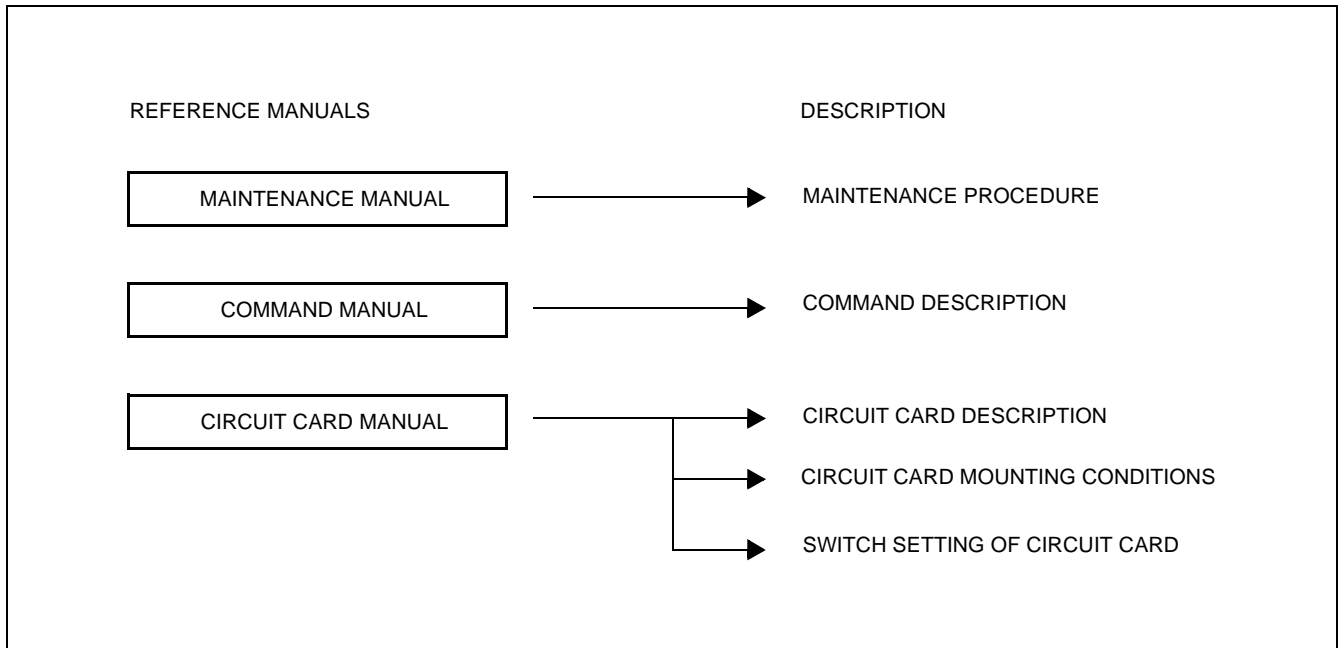 REFERENCE MANUALS
DESCRIPTION
MAINTENANCE MANUAL
MAINTENANCE PROCEDURE
COMMAND MANUAL
COMMAND DESCRIPTION
CIRCUIT CARD MANUAL
CIRCUIT CARD DESCRIPTION
CIRCUIT CARD MOUNTING CONDITIONS
SWITCH SETTING OF CIRCUIT CARD